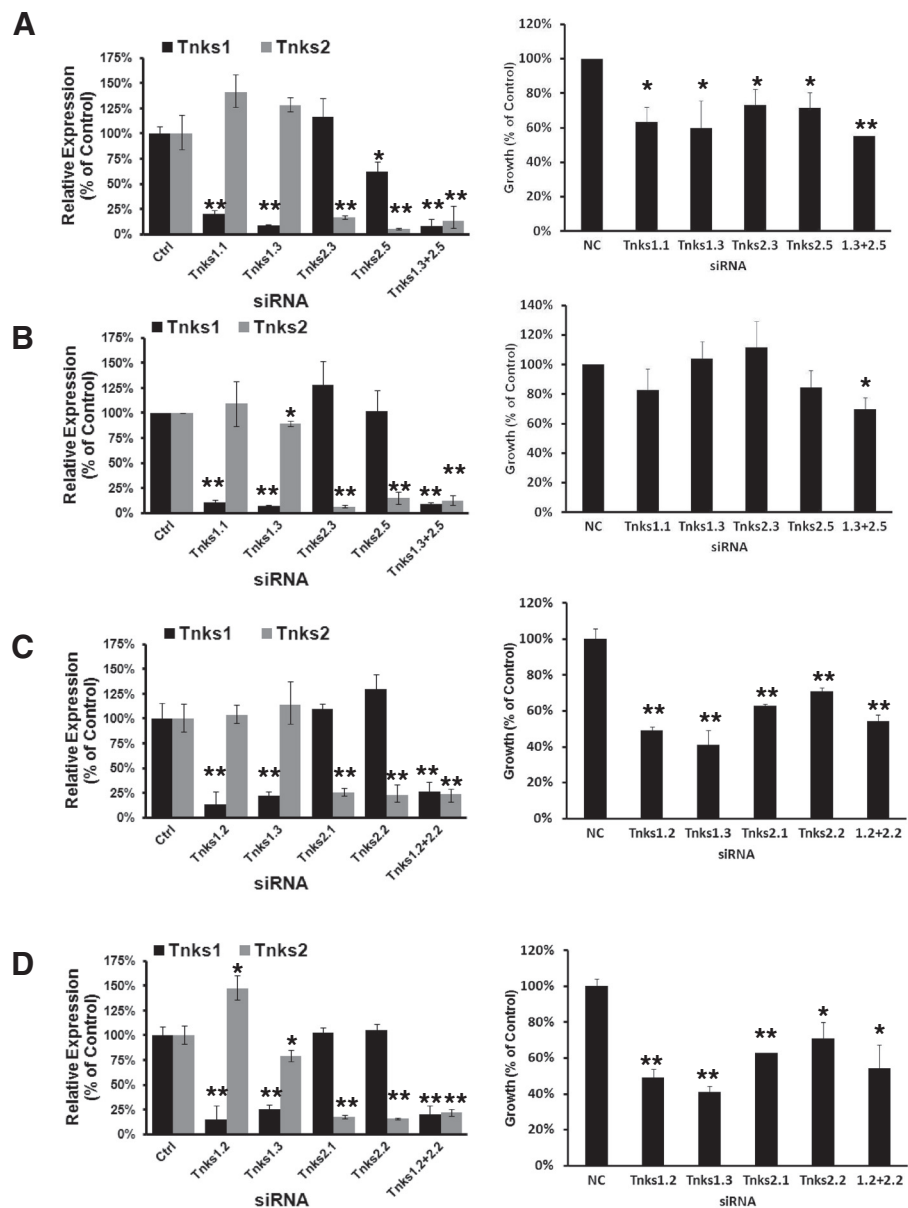 A
Tnks1 Tnks2
Relative Expression
(% of Control)
175%
150%
125%
100%
75%
50%
25%
0%
** ** ** * ** ** **
Ctrl Tnks1.1 Tnks1.3 Tnks2.3 Tnks2.5 Tnks1.3+2.5
siRNA
Growth (% of Control)
120%
100%
80%
60%
40%
20%
0%
* * * * **
NC Tnks1.1 Tnks1.3 Tnks2.3 Tnks2.5 1.3+2.5
siRNA
B
Tnks1 Tnks2
Relative Expression
(% of Control)
175%
150%
125%
100%
75%
50%
25%
0%
** ** * ** ** ** **
Ctrl Tnks1.1 Tnks1.3 Tnks2.3 Tnks2.5 Tnks1.3+2.5
siRNA
Growth (% of Control)
140%
120%
100%
80%
60%
40%
20%
0%
*
NC Tnks1.1 Tnks1.3 Tnks2.3 Tnks2.5 1.3+2.5
siRNA
C
Tnks1 Tnks2
Relative Expression
(% of Control)
175%
150%
125%
100%
75%
50%
25%
0%
** ** ** ** ** **
Ctrl Tnks1.2 Tnks1.3 Tnks2.1 Tnks2.2 Tnks1.2+2.2
siRNA
Growth (% of Control)
120%
100%
80%
60%
40%
20%
0%
** ** ** ** **
NC Tnks1.2 Tnks1.3 Tnks2.1 Tnks2.2 1.2+2.2
siRNA
D
Tnks1 Tnks2
Relative Expression
(% of Control)
175%
150%
125%
100%
75%
50%
25%
0%
** * ** * ** ** ****
Ctrl Tnks1.2 Tnks1.3 Tnks2.1 Tnks2.2 Tnks1.2+2.2
siRNA
Growth (% of Control)
120%
100%
80%
60%
40%
20%
0%
** ** ** * *
NC Tnks1.2 Tnks1.3 Tnks2.1 Tnks2.2 1.2+2.2
siRNA